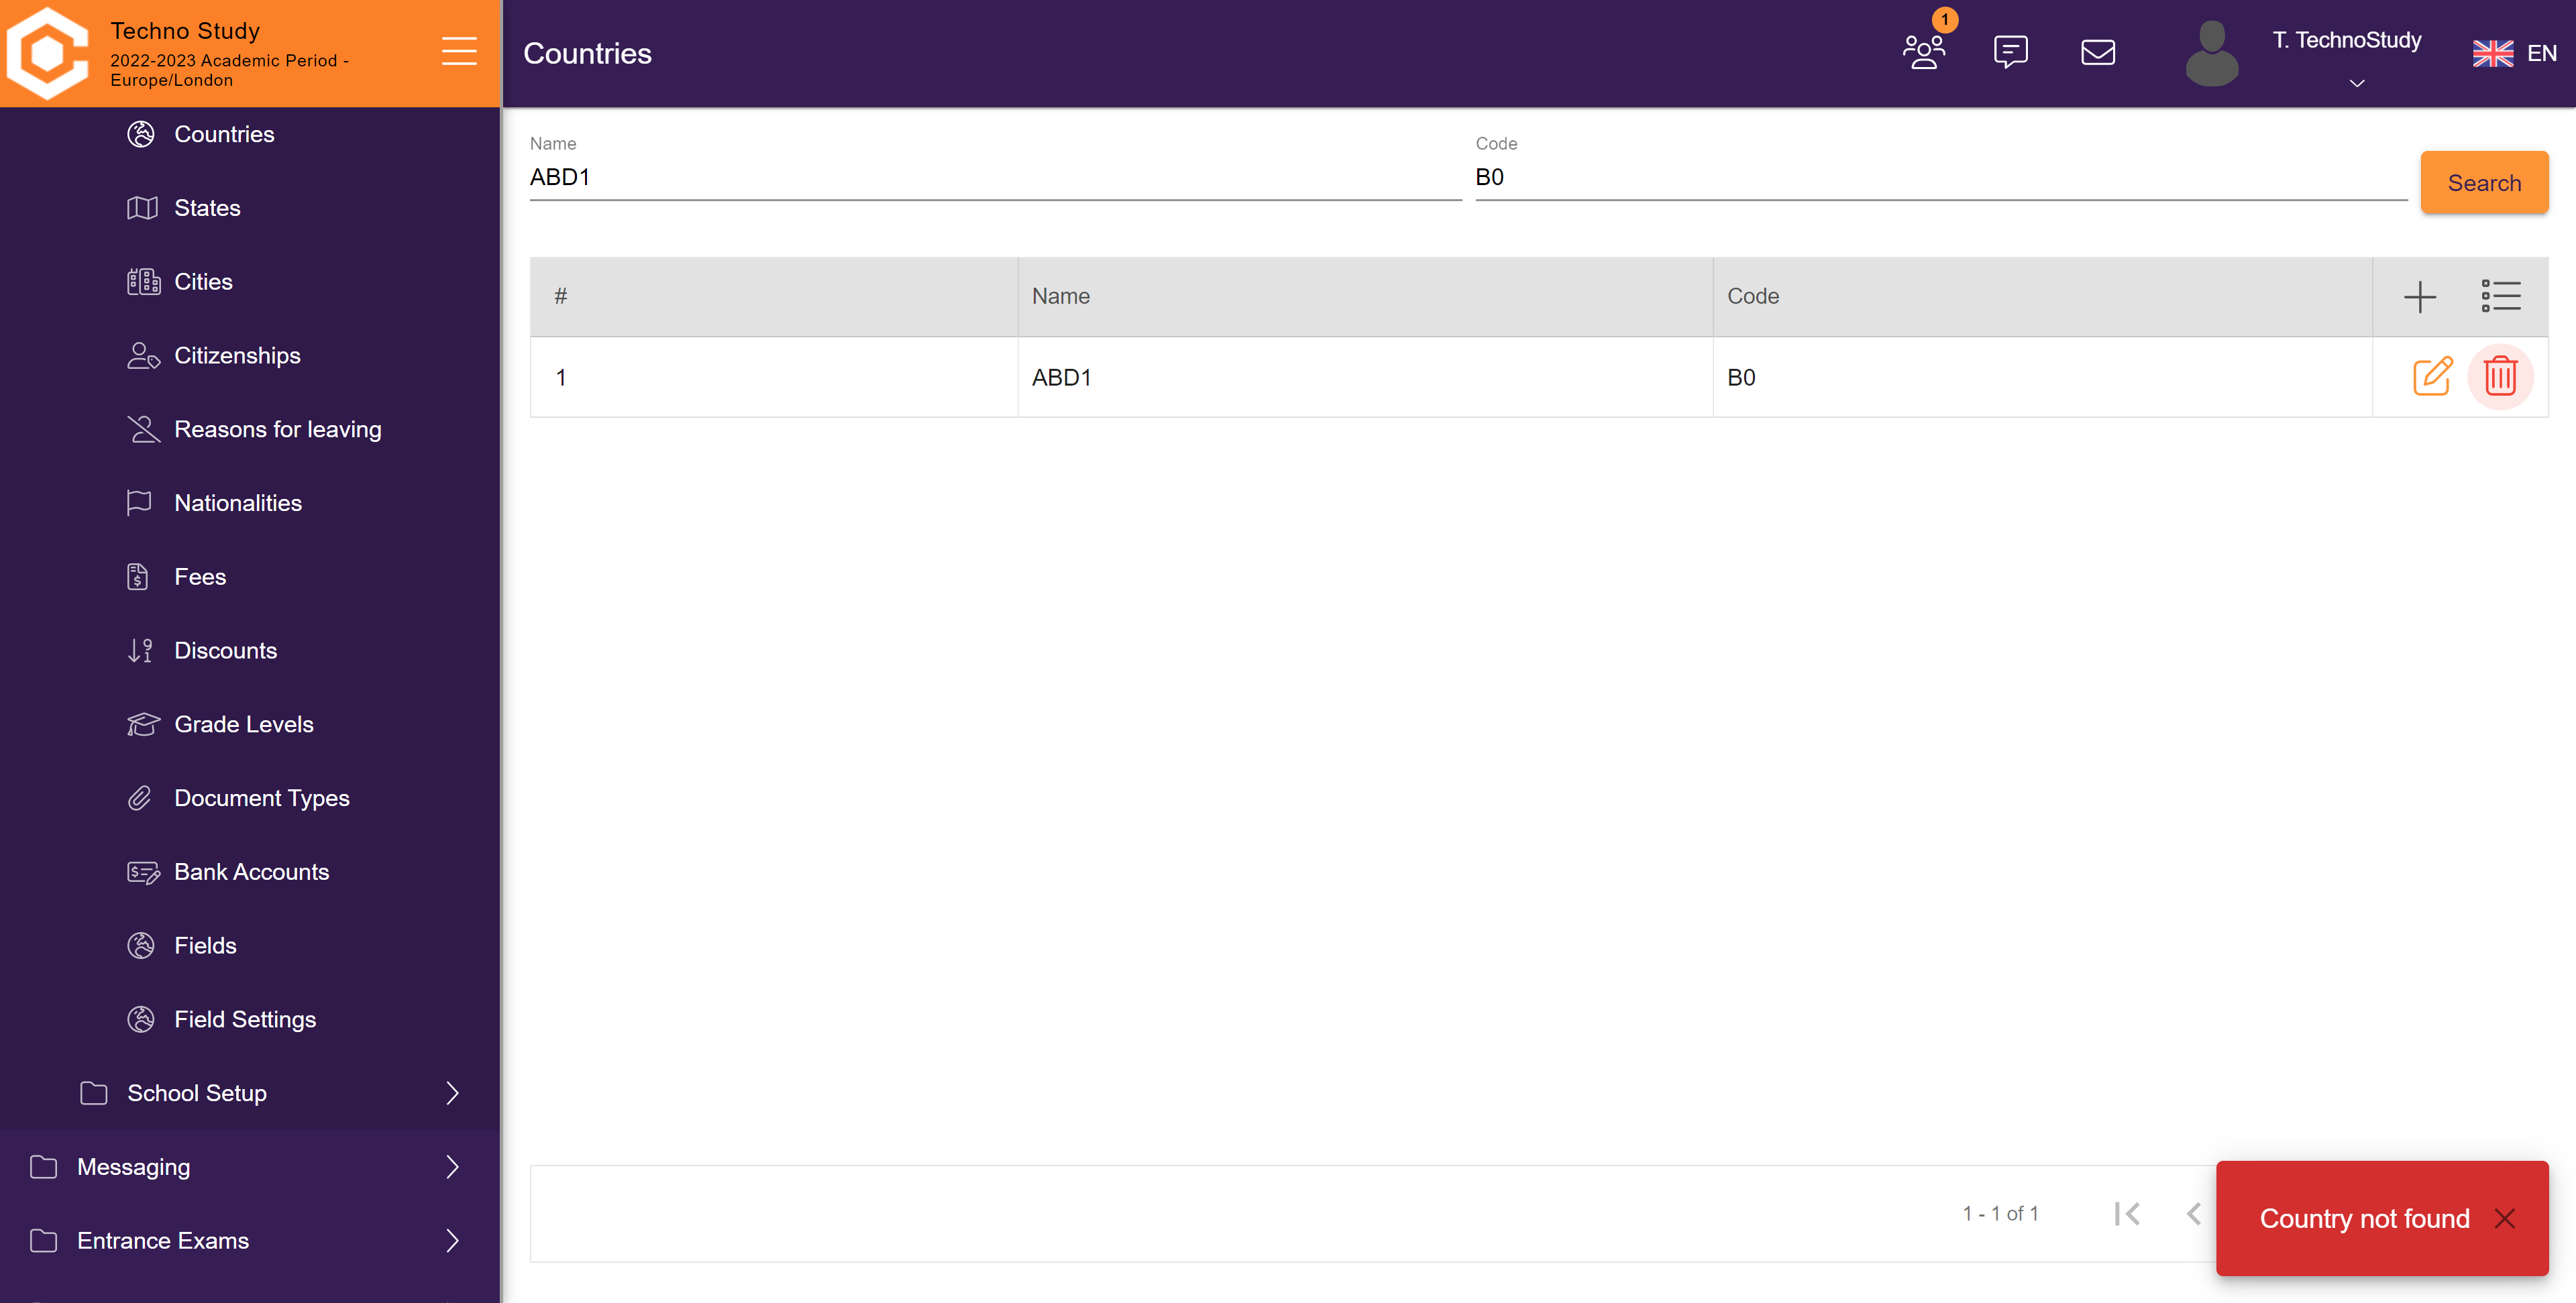 Techno Study
2022-2023 Academic Period -
Europe/London
Countries
1
T. TechnoStudy
EN
Countries
States
Cities
Citizenships
Reasons for leaving
Nationalities
Fees
Discounts
Grade Levels
Document Types
Bank Accounts
Fields
Field Settings
School Setup
Messaging
Entrance Exams
Name
ABD1
Code
B0
Search
# Name Code
1 ABD1 B0
1 - 1 of 1
Country not found